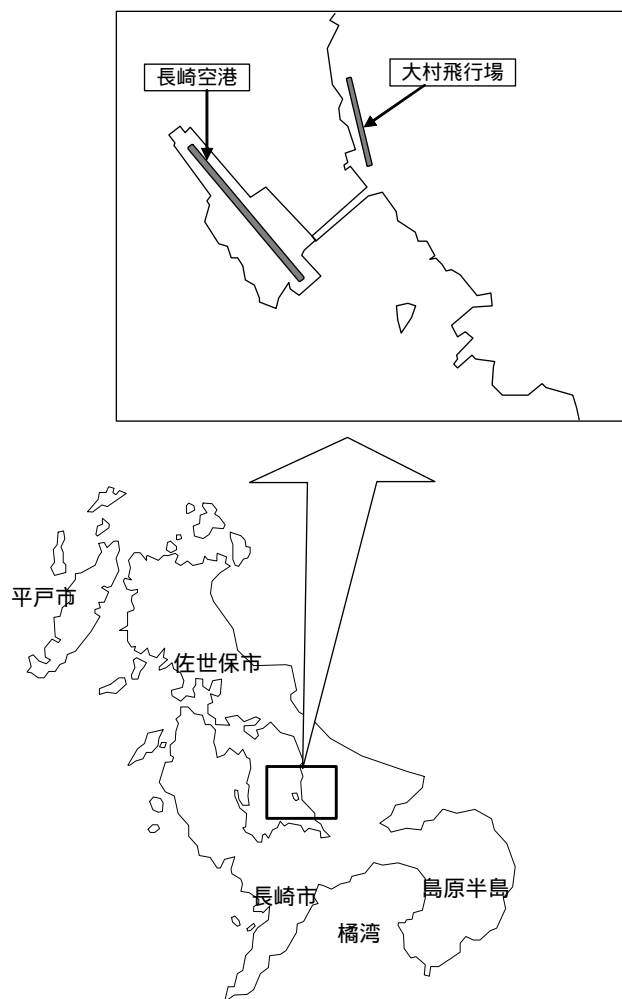 長崎空港
大村飛行場
平戸市
佐世保市
長崎市
島原半島
橘湾